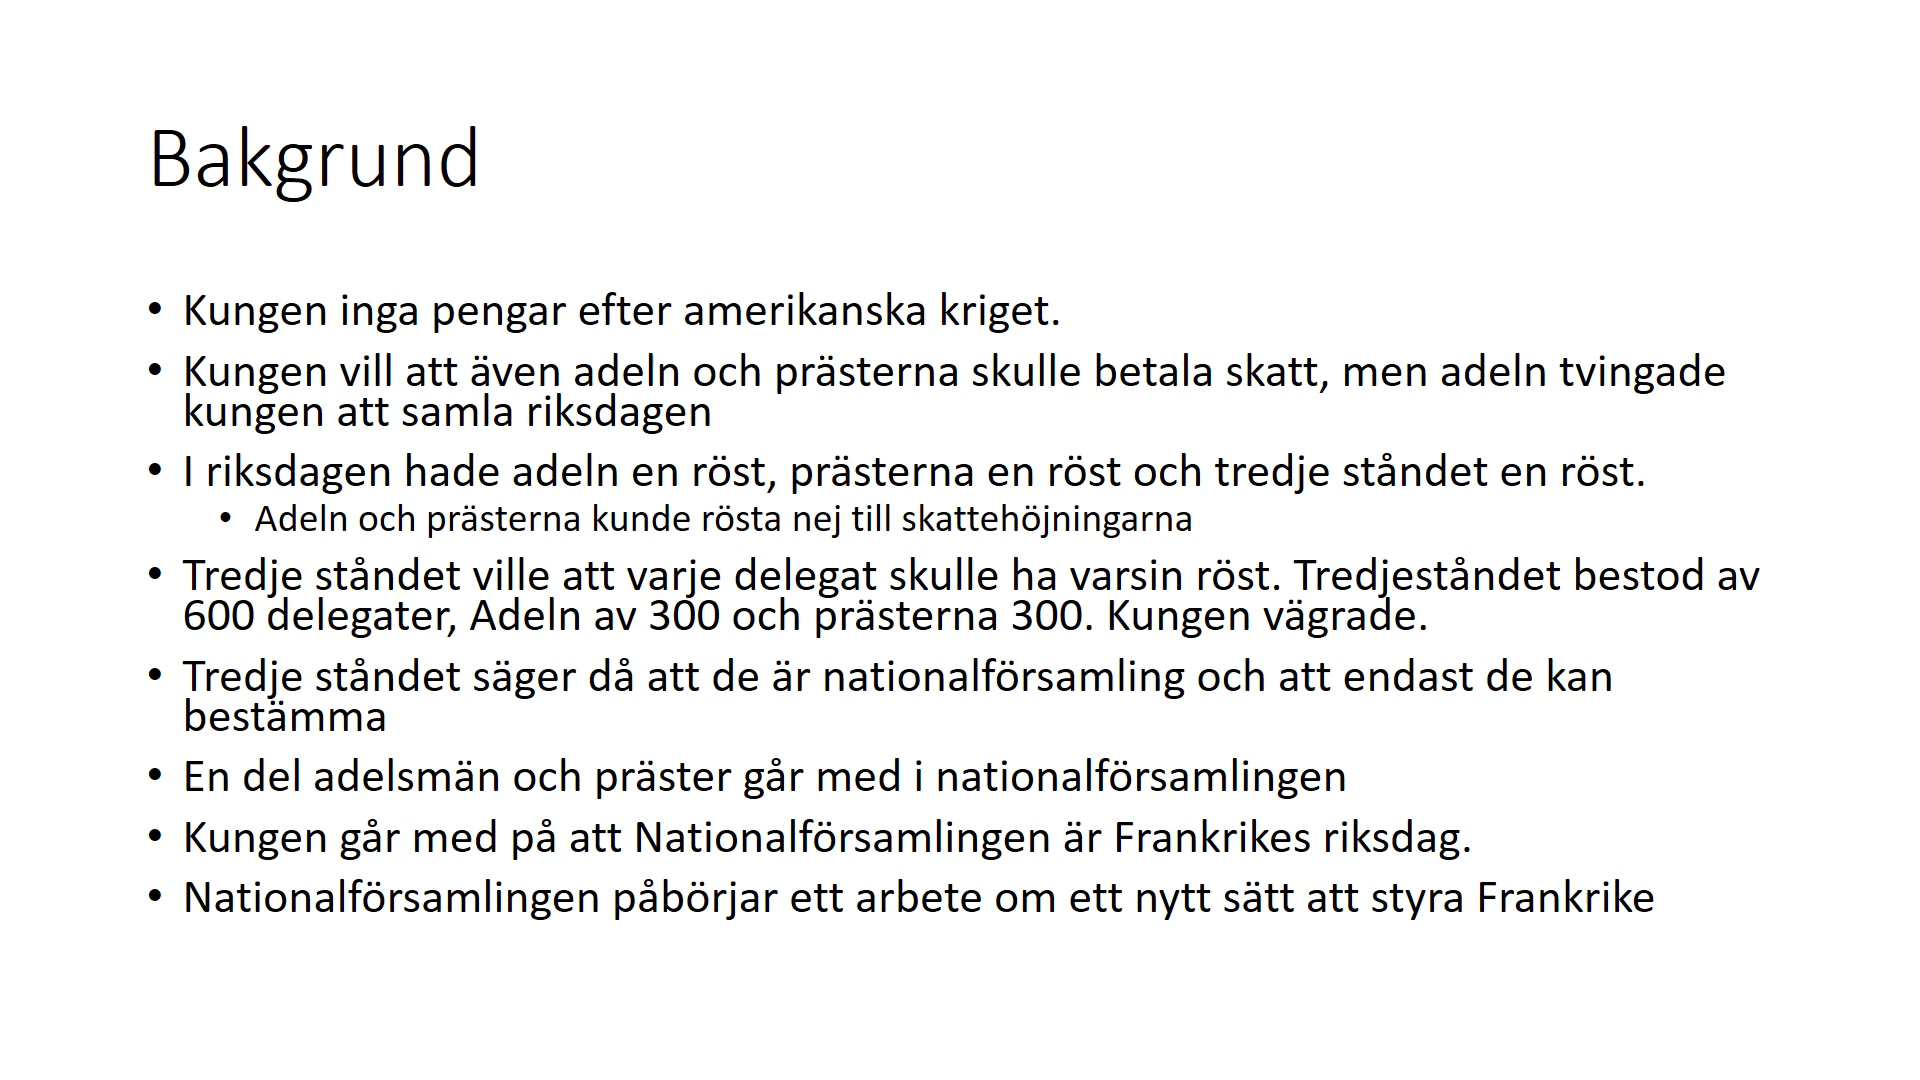 Bakgrund
• Kungen inga pengar efter amerikanska kriget.
• Kungen vill att även adeln och prästerna skulle betala skatt, men adeln tvingade
kungen att samla riksdagen
• I riksdagen hade adeln en röst, prästerna en röst och tredje ståndet en röst.
• Adeln och prästerna kunde rösta nej till skattehöjningarna
• Tredje ståndet ville att varje delegat skulle ha varsin röst. Tredjeståndet bestod av
600 delegater, Adeln av 300 och prästerna 300. Kungen vägrade.
• Tredje ståndet säger då att de är nationalförsamling och att endast de kan
bestämma
• En del adelsmän och präster går med i nationalförsamlingen
• Kungen går med på att Nationalförsamlingen är Frankrikes riksdag.
• Nationalförsamlingen påbörjar ett arbete om ett nytt sätt att styra Frankrike